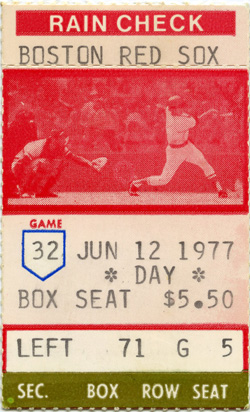 RAIN CHECK
BOSTON RED SOX
GAME
32 JUN 12 1977
* DAY *
BOX SEAT $5.50
LEFT 71 G 5
SEC. BOX ROW SEAT